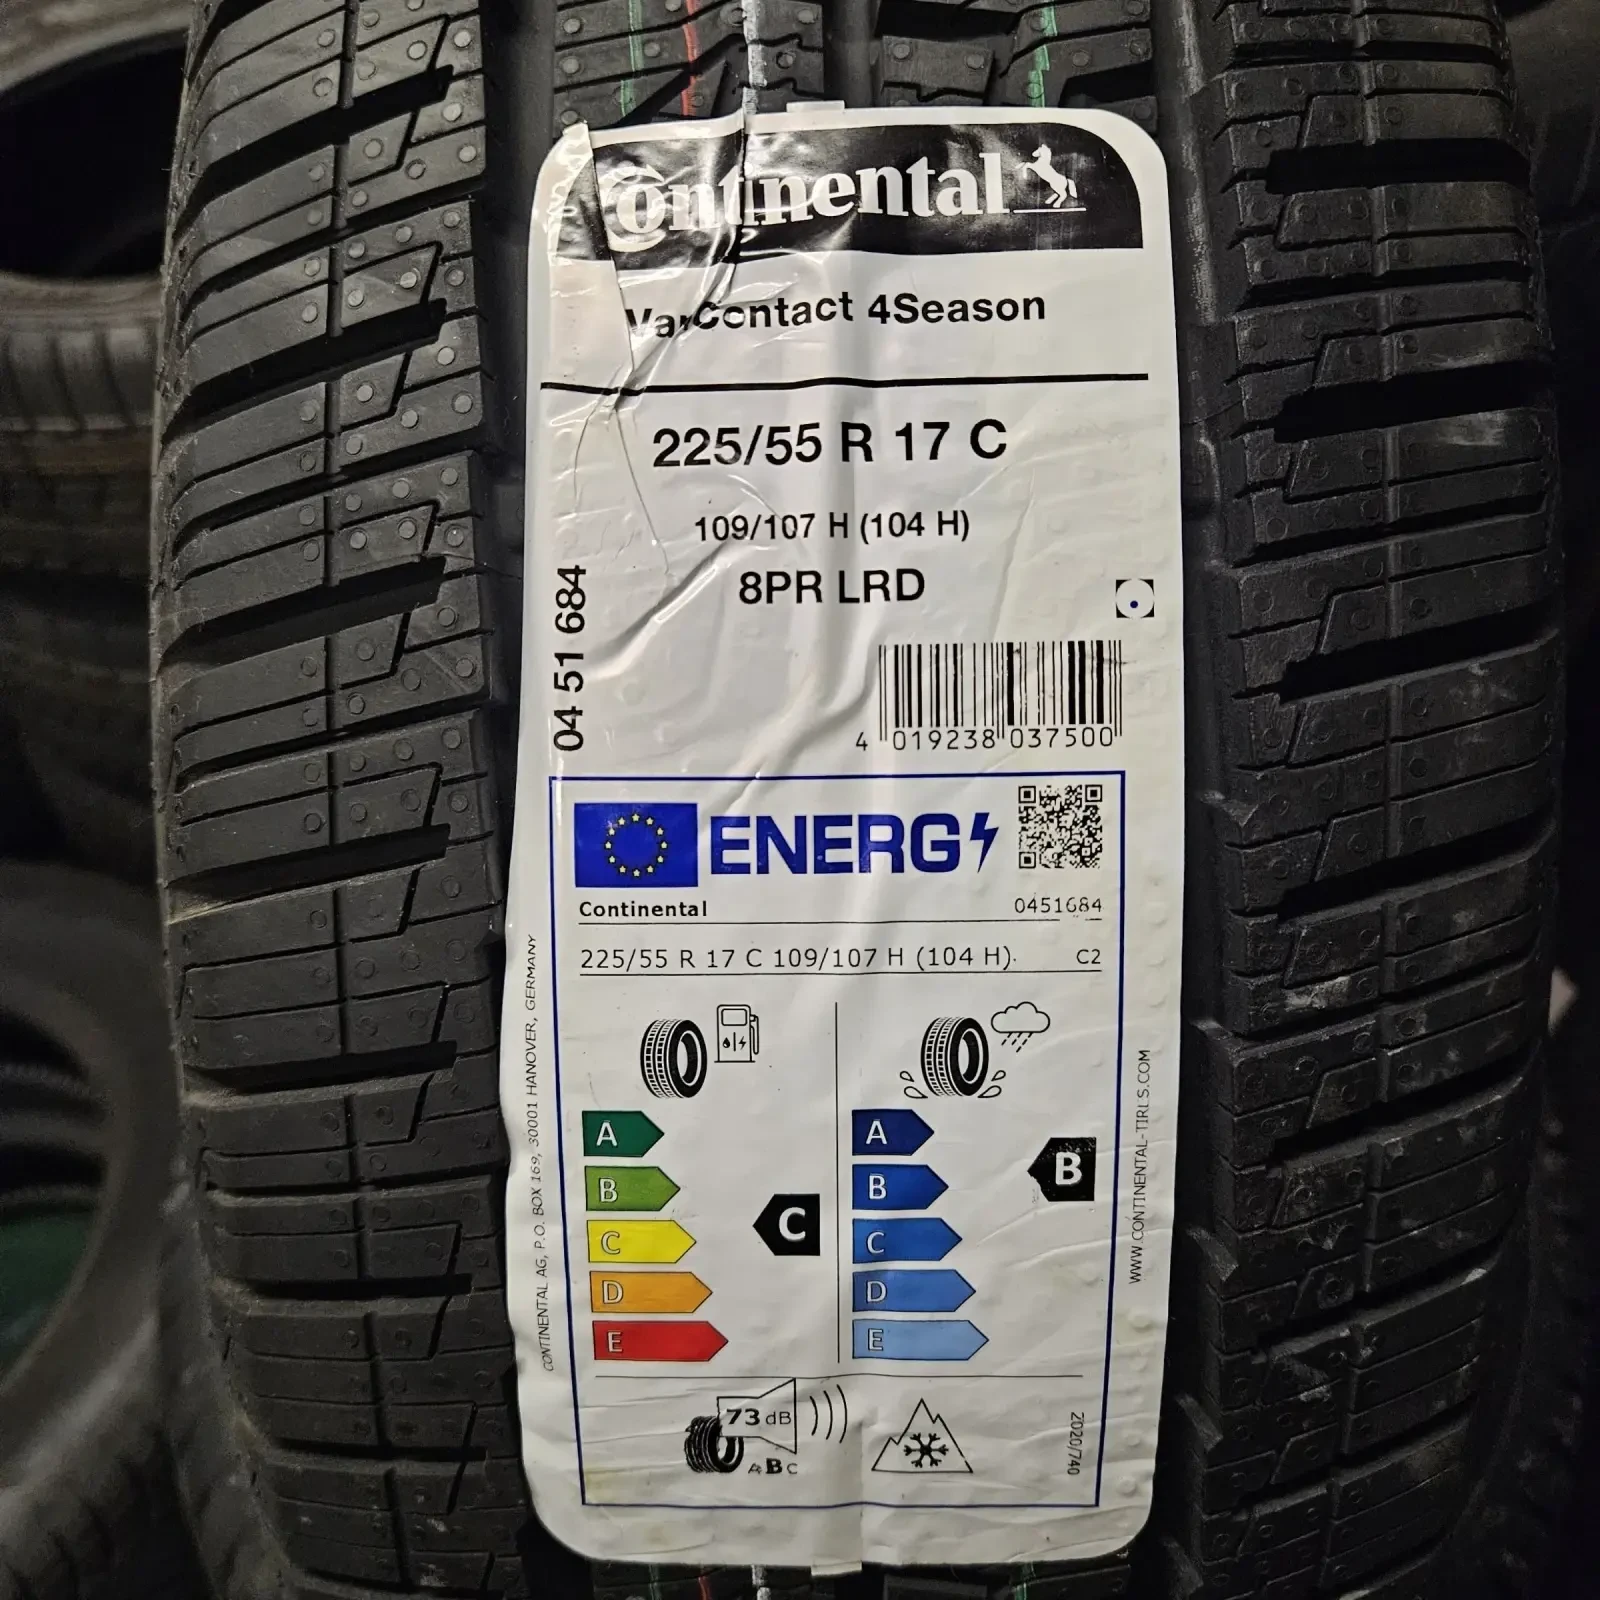 Continental
VanContact 4Season
225/55 R 17 C
109/107 H (104 H)
8PR LRD
04 51 684
4 019238 037500
ENERG
Continental 0451684
225/55 R 17 C 109/107 H (104 H) C2
A
B
C
D
E
C
A
B
C
D
E
B
73 dB
A B C
2020/740
CONTINENTAL AG, P.O. BOX 169, 30001 HANOVER, GERMANY
WWW.CONTINENTAL-TIRES.COM